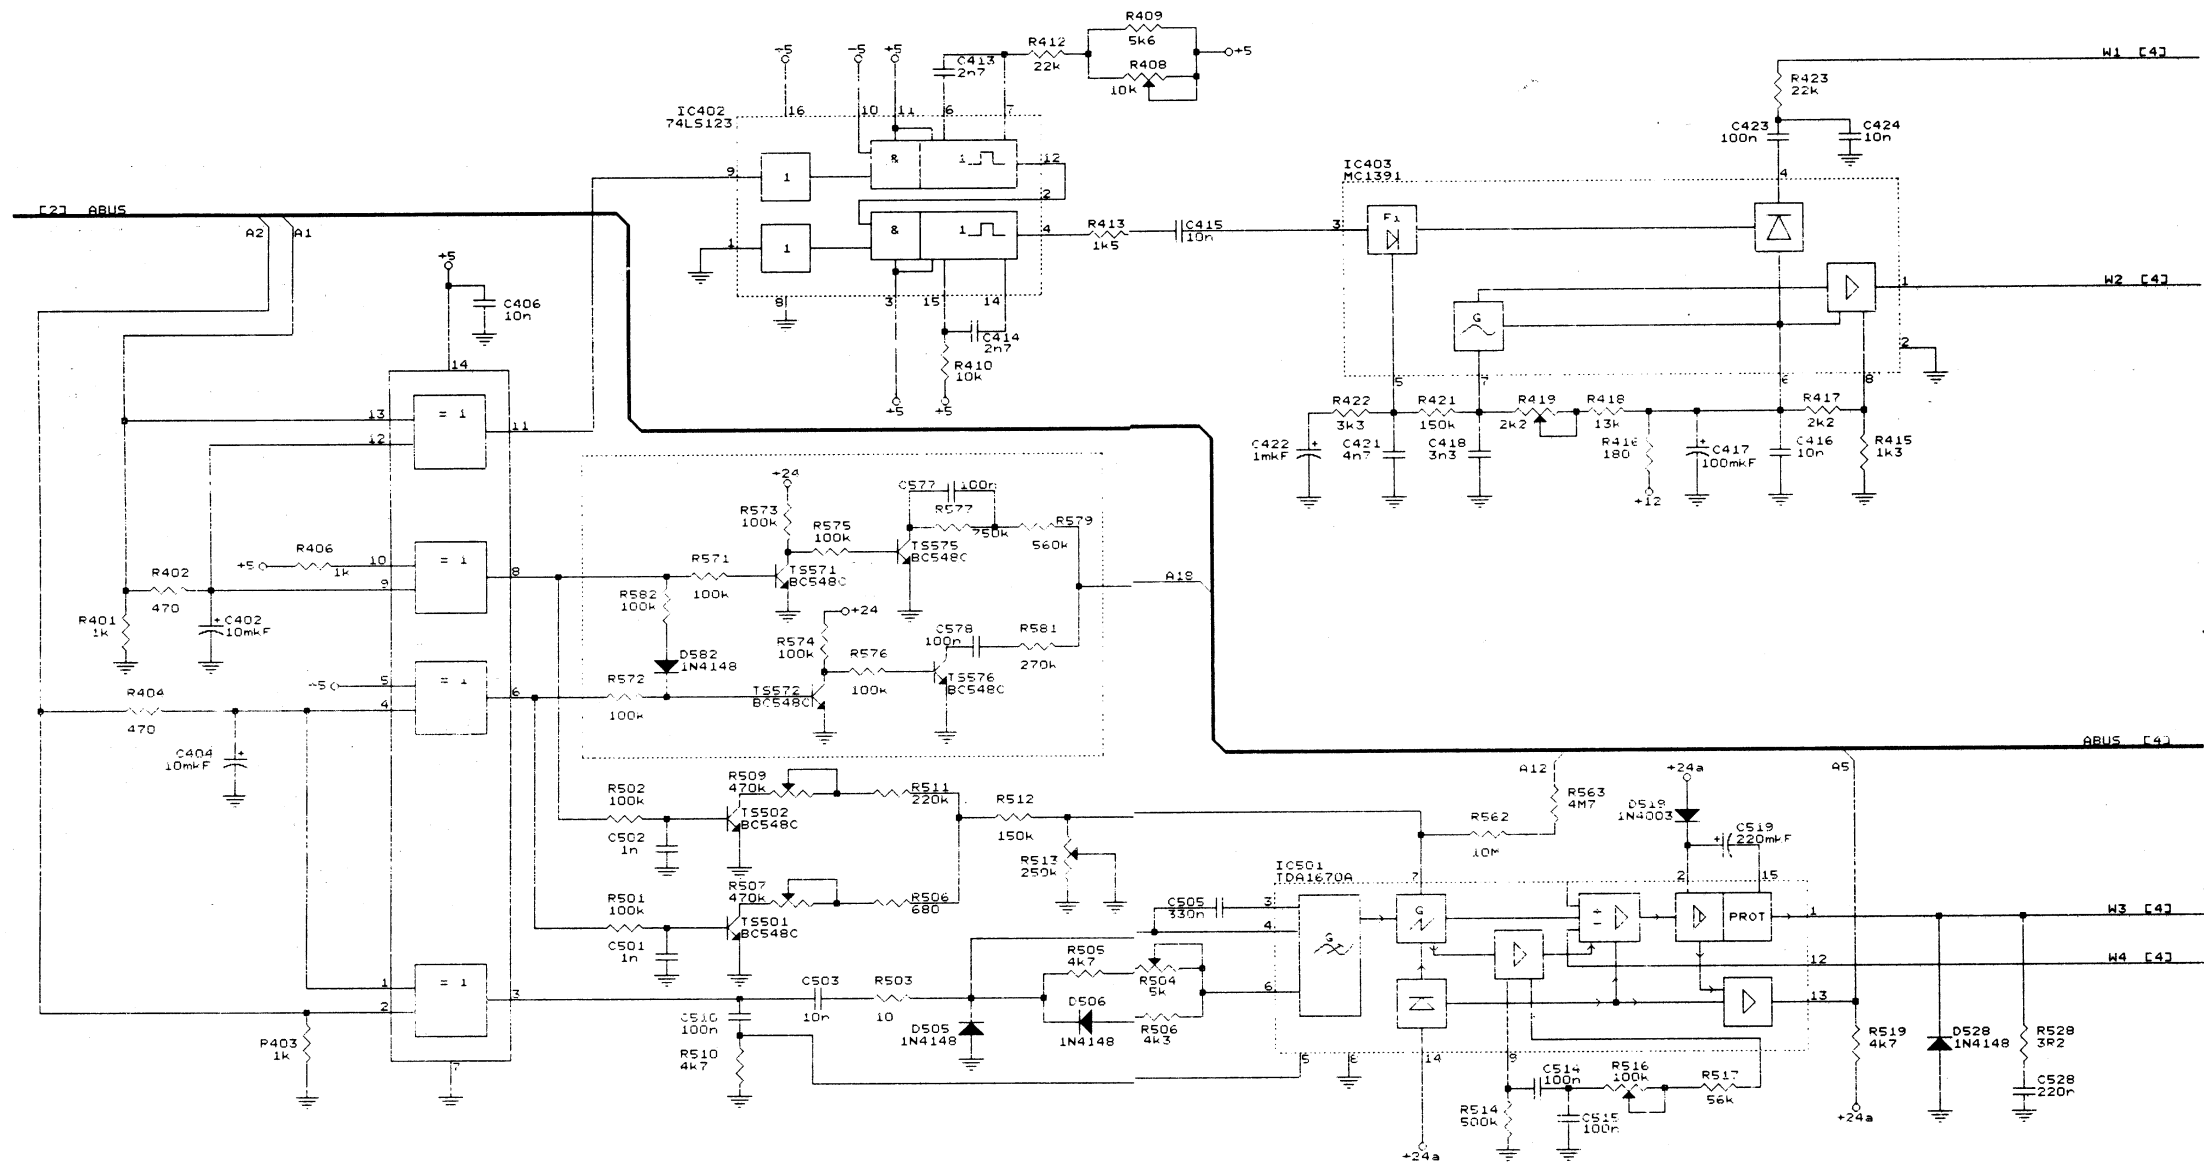 R409
5k6
R412
22k
R408
10k
+5
C413
2n7
-5
-5
+5
16
10
11
6
7
IC402
74LS123
9
1
&
1
12
2
1
1
&
1
4
8
3
15
14
C414
2n7
R410
10k
+5
+5
R413
1k5
C415
10n
W1 [4]
R423
22k
C423
100n
C424
10n
IC403
MC1391
4
3
F1
G
1
W2 [4]
2
5
7
6
8
R422
3k3
R421
150k
R419
2k2
R418
13k
R417
2k2
C422
1mkF
C421
4n7
C418
3n3
R416
180
+12
C417
100mkF
C416
10n
R415
1k3
[2] ABUS
A2
A1
+5
C406
10n
14
13
= 1
11
12
R406
+5
1k
10
= 1
8
9
R402
470
R401
1k
C402
10mkF
-5
5
= 1
6
4
R404
470
C404
10mkF
1
= 1
3
2
R403
1k
7
+24
R573
100k
R575
100k
C577
100n
R577
750k
R579
560k
TS575
BC548C
R571
100k
TS571
BC548C
R582
100k
+24
R574
100k
D582
1N4148
R572
100k
TS572
BC548C
R576
100k
C578
100n
R581
270k
TS576
BC548C
A18
ABUS [4]
R509
470k
R502
100k
R511
220k
TS502
BC548C
C502
1n
R512
150k
R513
250k
R507
470k
R501
100k
R506
680
TS501
BC548C
C501
1n
C503
10n
R503
10
C510
100n
R510
4k7
D505
1N4148
R505
4k7
R504
5k
D506
1N4148
R506
4k3
C505
330n
A12
R563
4M7
R562
10M
+24a
D519
1N4003
C519
220mkF
A5
IC501
TDA1670A
7
2
15
3
4
6
G
G
PROT
1
W3 [4]
12
W4 [4]
13
5
14
R514
500k
C514
100n
R516
100k
R517
56k
C515
100n
+24a
R519
4k7
+24a
D528
1N4148
R528
3R2
C528
220n